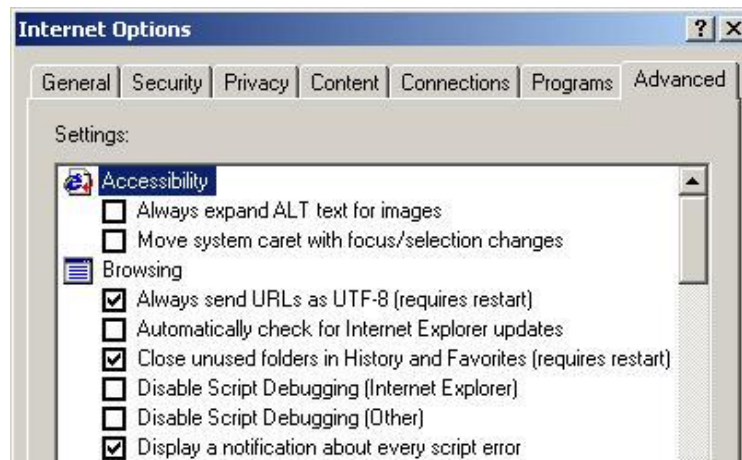 Internet Options
General Security Privacy Content Connections Programs Advanced
Settings:
Accessibility
Always expand ALT text for images
Move system caret with focus/selection changes
Browsing
Always send URLs as UTF-8 (requires restart)
Automatically check for Internet Explorer updates
Close unused folders in History and Favorites (requires restart)
Disable Script Debugging (Internet Explorer)
Disable Script Debugging (Other)
Display a notification about every script error